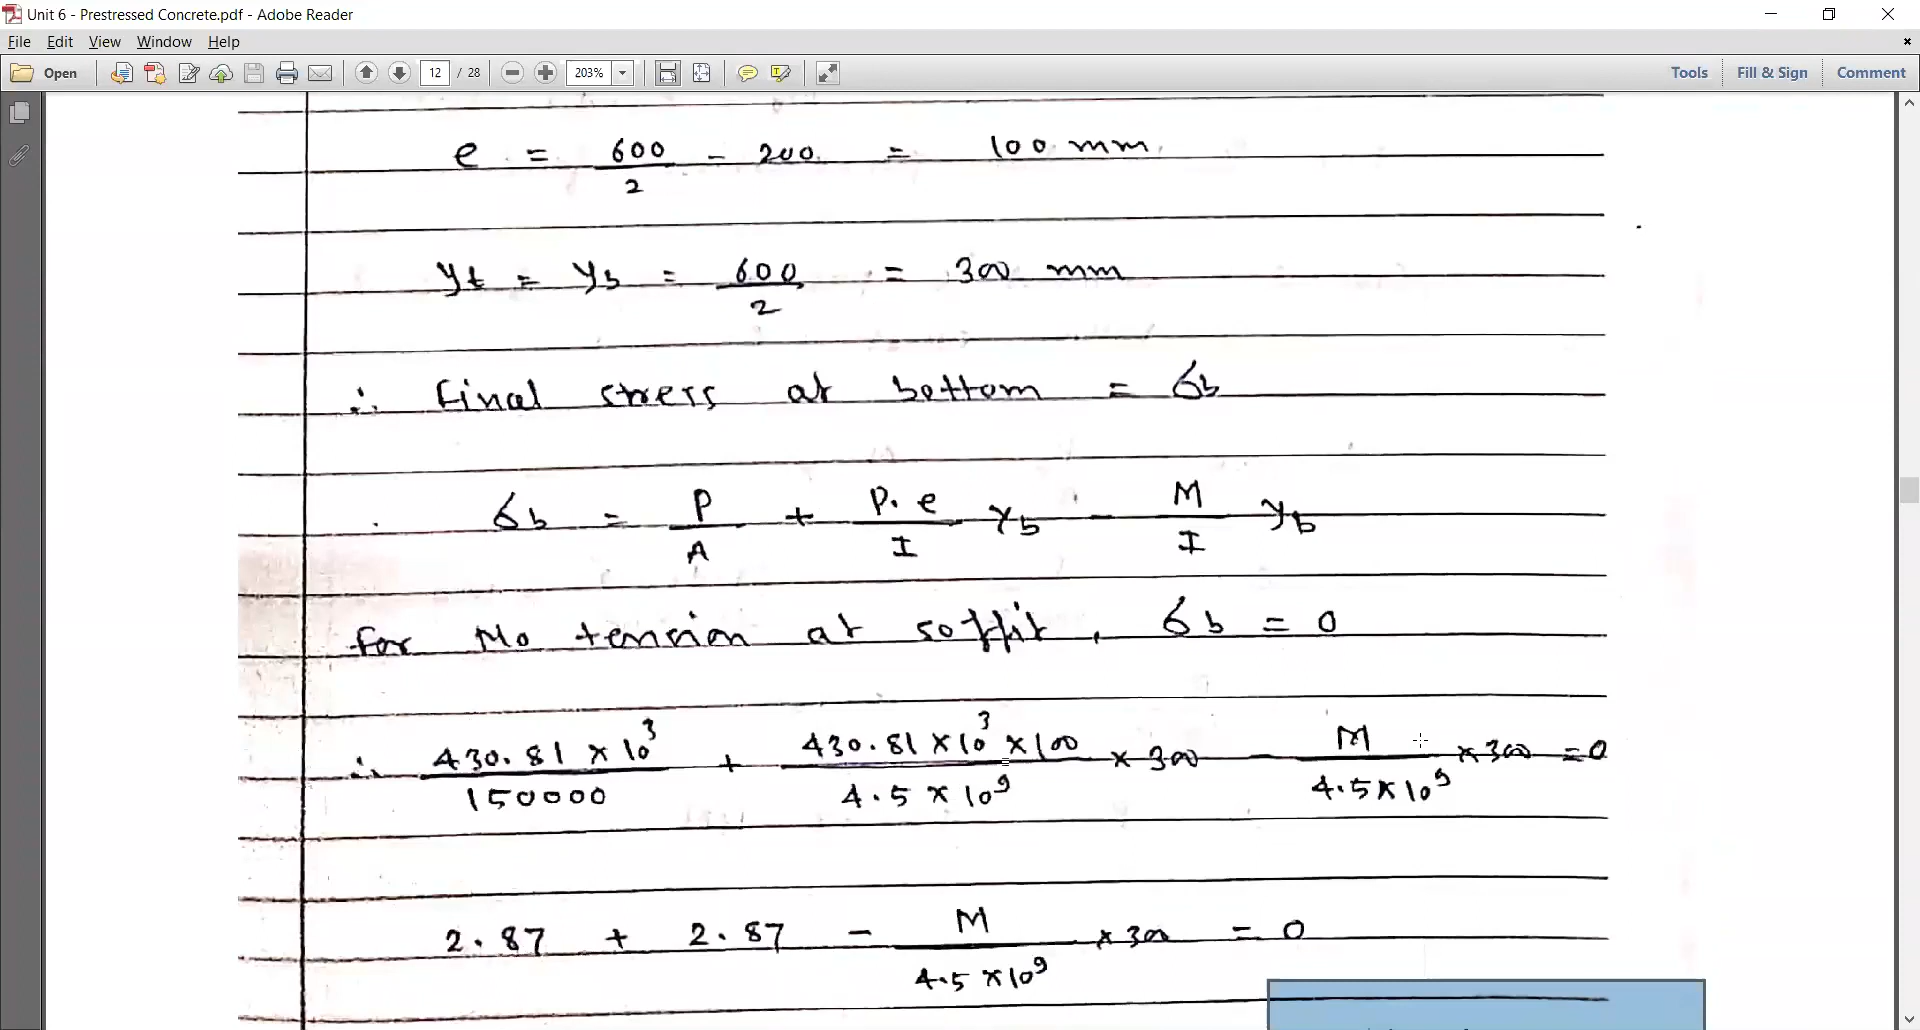 Unit 6 - Prestressed Concrete.pdf - Adobe Reader
File Edit View Window Help
Open 12 / 28 203% Tools Fill & Sign Comment
e = 600/2 - 200 = 100 mm
yt = yb = 600/2 = 300 mm
∴ Final stress at bottom = σb
σb = P/A + P.e/I yb - M/I yb
for No tension at soffit, σb = 0
∴ 430.81 × 10³/150000 + 430.81 × 10³ × 100/4.5 × 10⁹ × 300 - M/4.5 × 10⁹ × 300 = 0
2.87 + 2.87 - M/4.5 × 10⁹ × 300 = 0